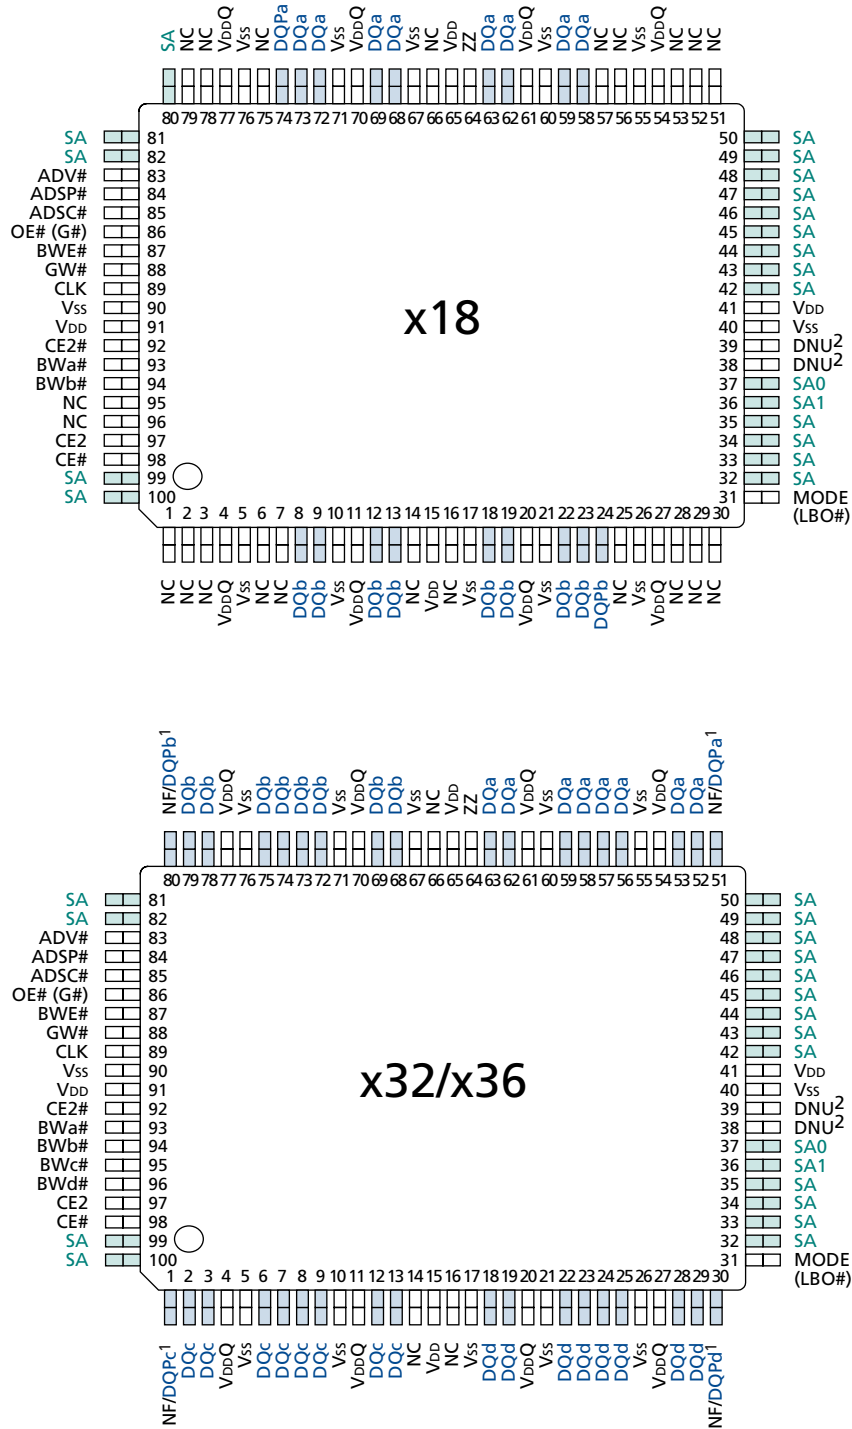 SA NC NC VDDQ VSS NC DQPa DQa DQa VSS VDDQ DQa DQa VSS NC VDD ZZ DQa DQa VDDQ VSS DQa DQa NC NC VSS VDDQ NC NC NC
80 79 78 77 76 75 74 73 72 71 70 69 68 67 66 65 64 63 62 61 60 59 58 57 56 55 54 53 52 51
SA 81 50 SA
SA 82 49 SA
ADV# 83 48 SA
ADSP# 84 47 SA
ADSC# 85 46 SA
OE# (G#) 86 45 SA
BWE# 87 44 SA
GW# 88 43 SA
CLK 89 42 SA
VSS 90 41 VDD
x18
VDD 91 40 VSS
CE2# 92 39 DNU2
BWa# 93 38 DNU2
BWb# 94 37 SA0
NC 95 36 SA1
NC 96 35 SA
CE2 97 34 SA
CE# 98 33 SA
SA 99 32 SA
SA 100 31 MODE
(LBO#)
1 2 3 4 5 6 7 8 9 10 11 12 13 14 15 16 17 18 19 20 21 22 23 24 25 26 27 28 29 30
NC NC NC VDDQ VSS NC NC DQb DQb VSS VDDQ DQb DQb NC VDD NC VSS DQb DQb VDDQ VSS DQb DQb DQPb NC VSS VDDQ NC NC NC
NF/DQPb1 DQb DQb VDDQ VSS DQb DQb DQb DQb VSS VDDQ DQb DQb VSS NC VDD ZZ DQa DQa VDDQ VSS DQa DQa DQa DQa VSS VDDQ DQa DQa NF/DQPa1
80 79 78 77 76 75 74 73 72 71 70 69 68 67 66 65 64 63 62 61 60 59 58 57 56 55 54 53 52 51
SA 81 50 SA
SA 82 49 SA
ADV# 83 48 SA
ADSP# 84 47 SA
ADSC# 85 46 SA
OE# (G#) 86 45 SA
BWE# 87 44 SA
GW# 88 43 SA
CLK 89 42 SA
VSS 90 41 VDD
x32/x36
VDD 91 40 VSS
CE2# 92 39 DNU2
BWa# 93 38 DNU2
BWb# 94 37 SA0
BWc# 95 36 SA1
BWd# 96 35 SA
CE2 97 34 SA
CE# 98 33 SA
SA 99 32 SA
SA 100 31 MODE
(LBO#)
1 2 3 4 5 6 7 8 9 10 11 12 13 14 15 16 17 18 19 20 21 22 23 24 25 26 27 28 29 30
NF/DQPc1 DQc DQc VDDQ VSS DQc DQc DQc DQc VSS VDDQ DQc DQc NC VDD NC VSS DQd DQd VDDQ VSS DQd DQd DQd DQd VSS VDDQ DQd DQd NF/DQPd1